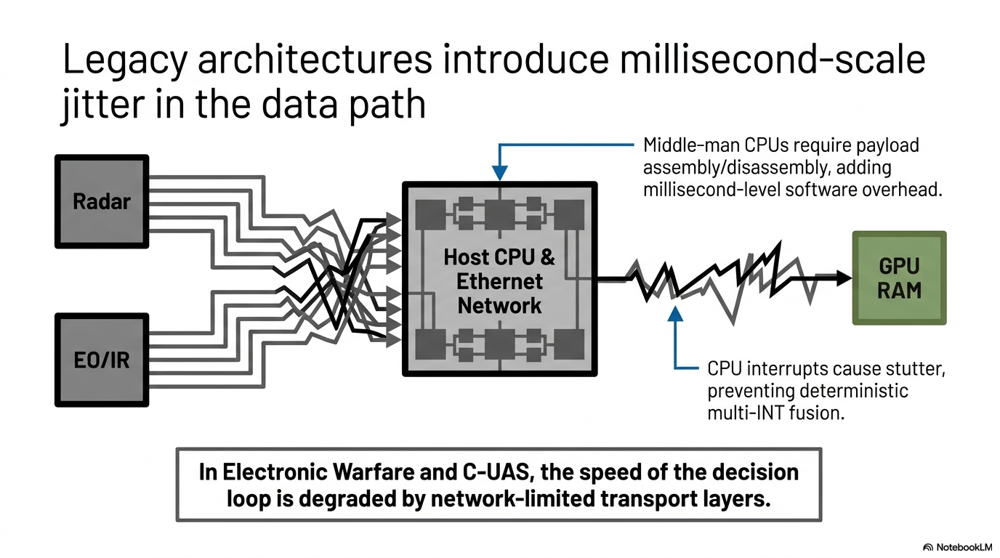 Legacy architectures introduce millisecond-scale
jitter in the data path
Radar
EO/IR
Host CPU &
Ethernet
Network
Middle-man CPUs require payload
assembly/disassembly, adding
millisecond-level software overhead.
GPU
RAM
CPU interrupts cause stutter,
preventing deterministic
multi-INT fusion.
In Electronic Warfare and C-UAS, the speed of the decision
loop is degraded by network-limited transport layers.
NotebookLM